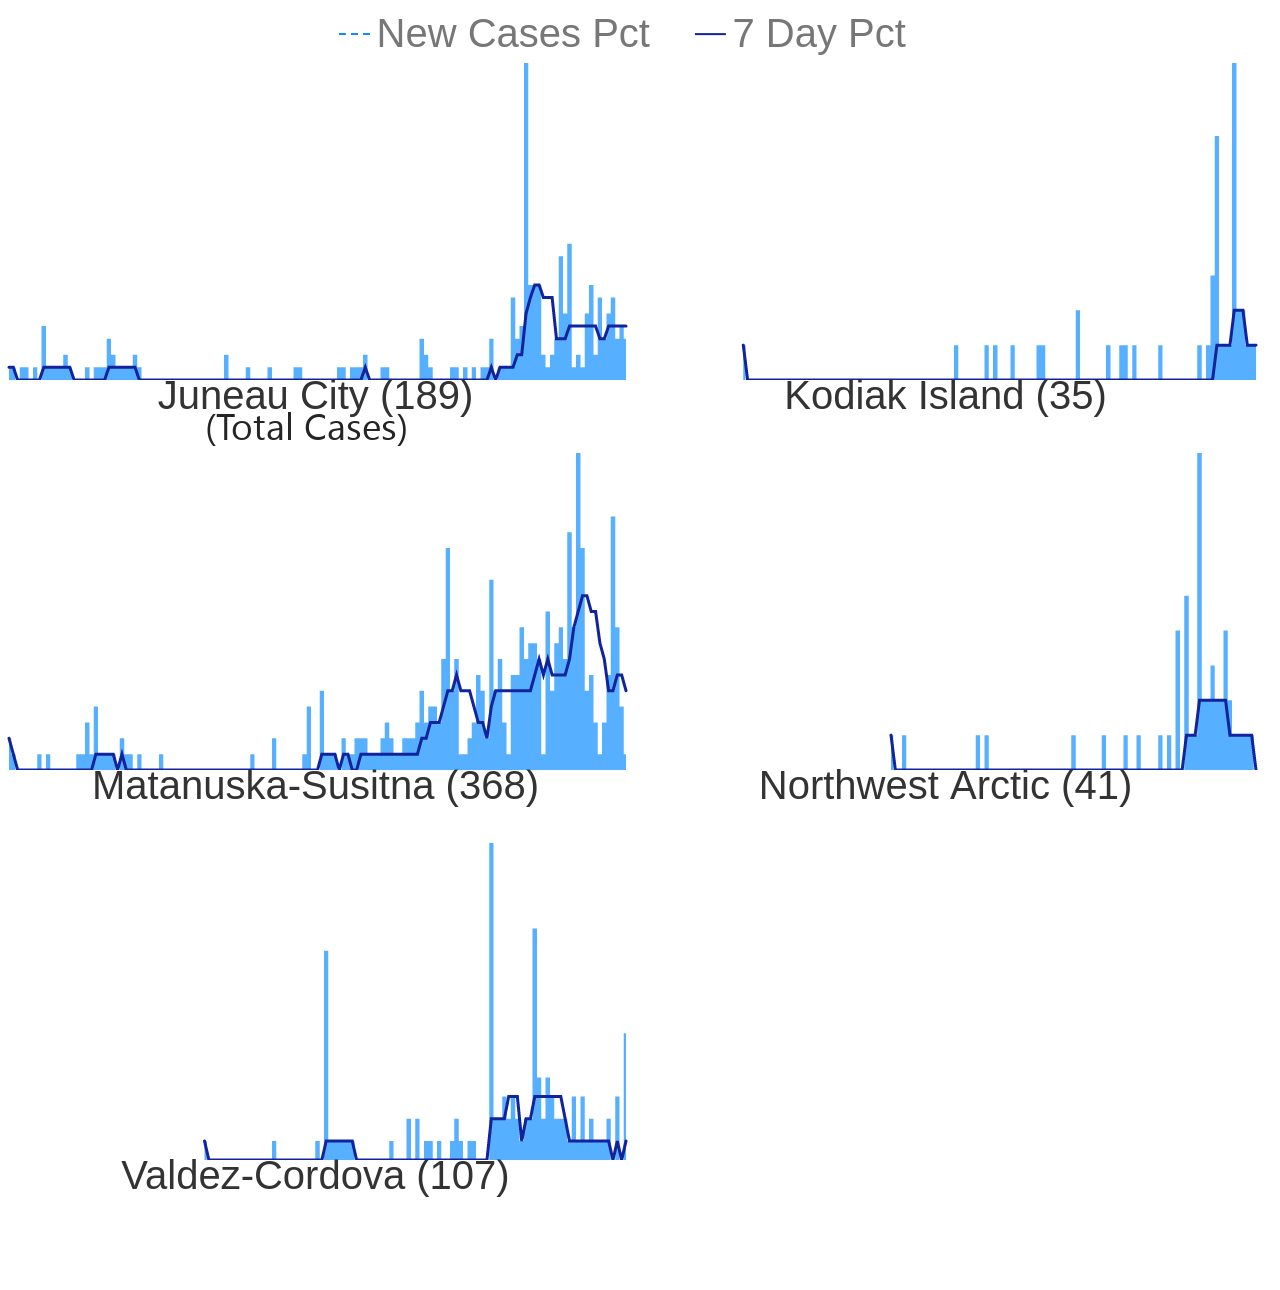 New Cases Pct 7 Day Pct
Juneau City (189)
(Total Cases)
Kodiak Island (35)
Matanuska-Susitna (368)
Northwest Arctic (41)
Valdez-Cordova (107)